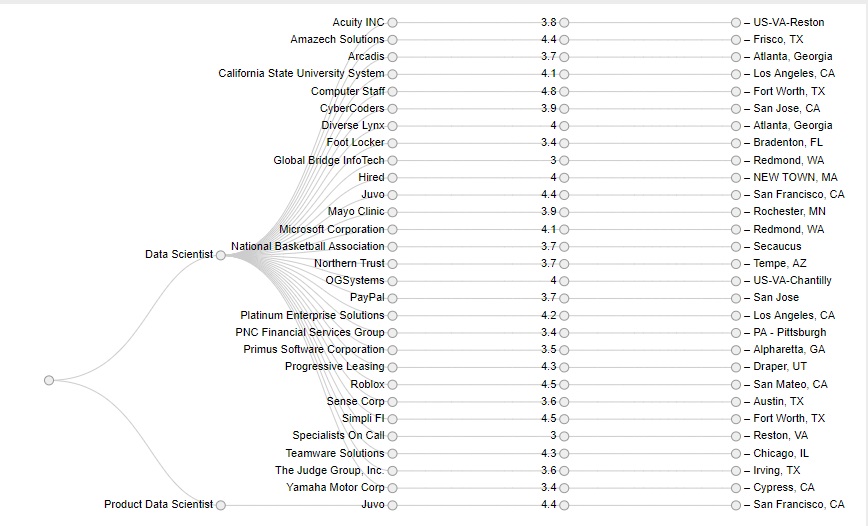 Acuity INC 3.8 – US-VA-Reston
Amazech Solutions 4.4 – Frisco, TX
Arcadis 3.7 – Atlanta, Georgia
California State University System 4.1 – Los Angeles, CA
Computer Staff 4.8 – Fort Worth, TX
CyberCoders 3.9 – San Jose, CA
Diverse Lynx 4 – Atlanta, Georgia
Foot Locker 3.4 – Bradenton, FL
Global Bridge InfoTech 3 – Redmond, WA
Hired 4 – NEW TOWN, MA
Juvo 4.4 – San Francisco, CA
Mayo Clinic 3.9 – Rochester, MN
Microsoft Corporation 4.1 – Redmond, WA
National Basketball Association 3.7 – Secaucus
Data Scientist
Northern Trust 3.7 – Tempe, AZ
OGSystems 4 – US-VA-Chantilly
PayPal 3.7 – San Jose
Platinum Enterprise Solutions 4.2 – Los Angeles, CA
PNC Financial Services Group 3.4 – PA - Pittsburgh
Primus Software Corporation 3.5 – Alpharetta, GA
Progressive Leasing 4.3 – Draper, UT
Roblox 4.5 – San Mateo, CA
Sense Corp 3.6 – Austin, TX
Simpli FI 4.5 – Fort Worth, TX
Specialists On Call 3 – Reston, VA
Teamware Solutions 4.3 – Chicago, IL
The Judge Group, Inc. 3.6 – Irving, TX
Yamaha Motor Corp 3.4 – Cypress, CA
Product Data Scientist Juvo 4.4 – San Francisco, CA